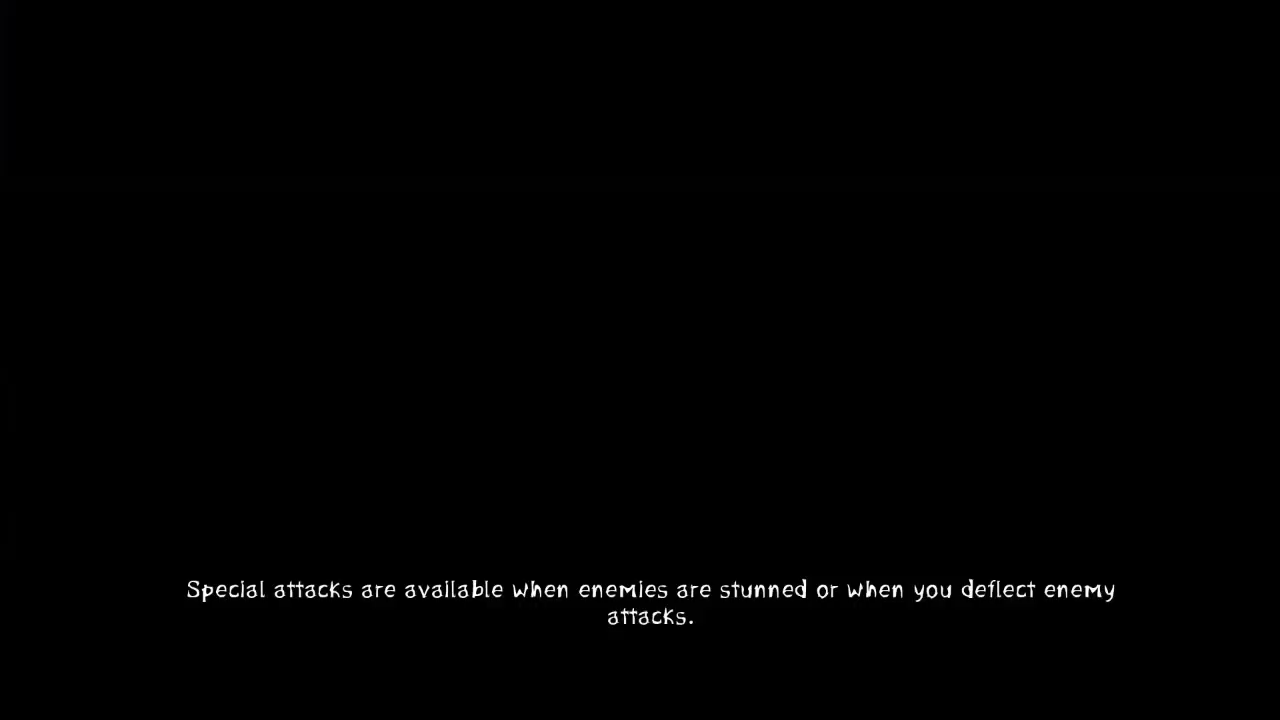 Special attacks are available when enemies are stunned or when you deflect enemy
attacks.